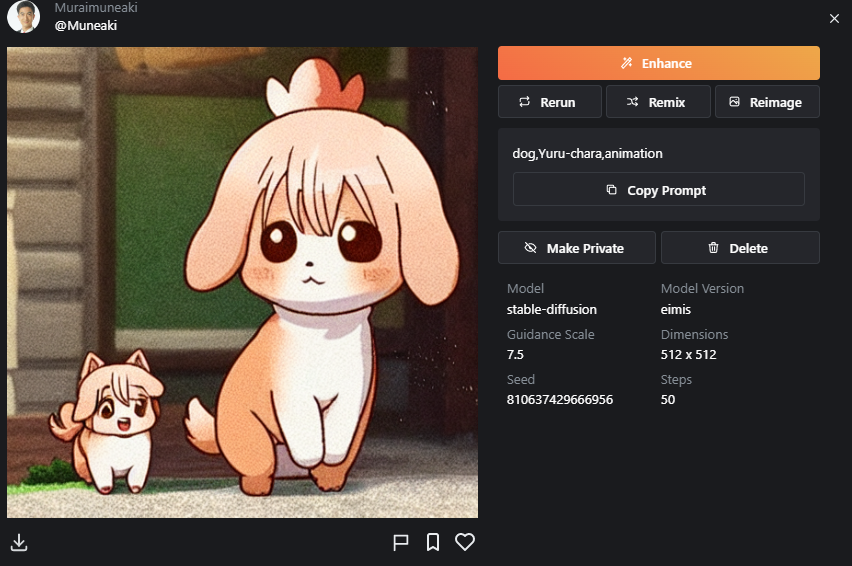 Muraimuneaki
@Muneaki
Enhance
Rerun
Remix
Reimage
dog,Yuru-chara,animation
Copy Prompt
Make Private
Delete
Model
Model Version
stable-diffusion
eimis
Guidance Scale
Dimensions
7.5
512 x 512
Seed
Steps
810637429666956
50